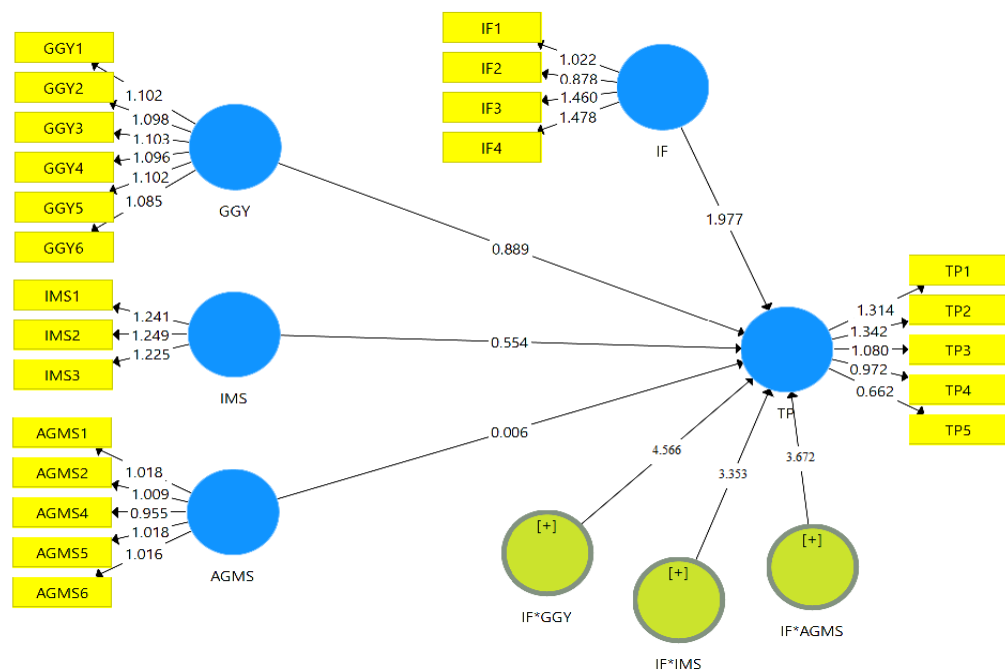 GGY1
GGY2
GGY3
GGY4
GGY5
GGY6
1.102
1.098
1.103
1.096
1.102
1.085
GGY
IF1
IF2
IF3
IF4
1.022
0.878
1.460
1.478
IF
1.977
0.889
IMS1
IMS2
IMS3
1.241
1.249
1.225
IMS
0.554
AGMS1
AGMS2
AGMS4
AGMS5
AGMS6
1.018
1.009
0.955
1.018
1.016
AGMS
0.006
TP
TP1
TP2
TP3
TP4
TP5
1.314
1.342
1.080
0.972
0.662
4.566
3.353
3.672
[+]
IF*GGY
[+]
IF*IMS
[+]
IF*AGMS